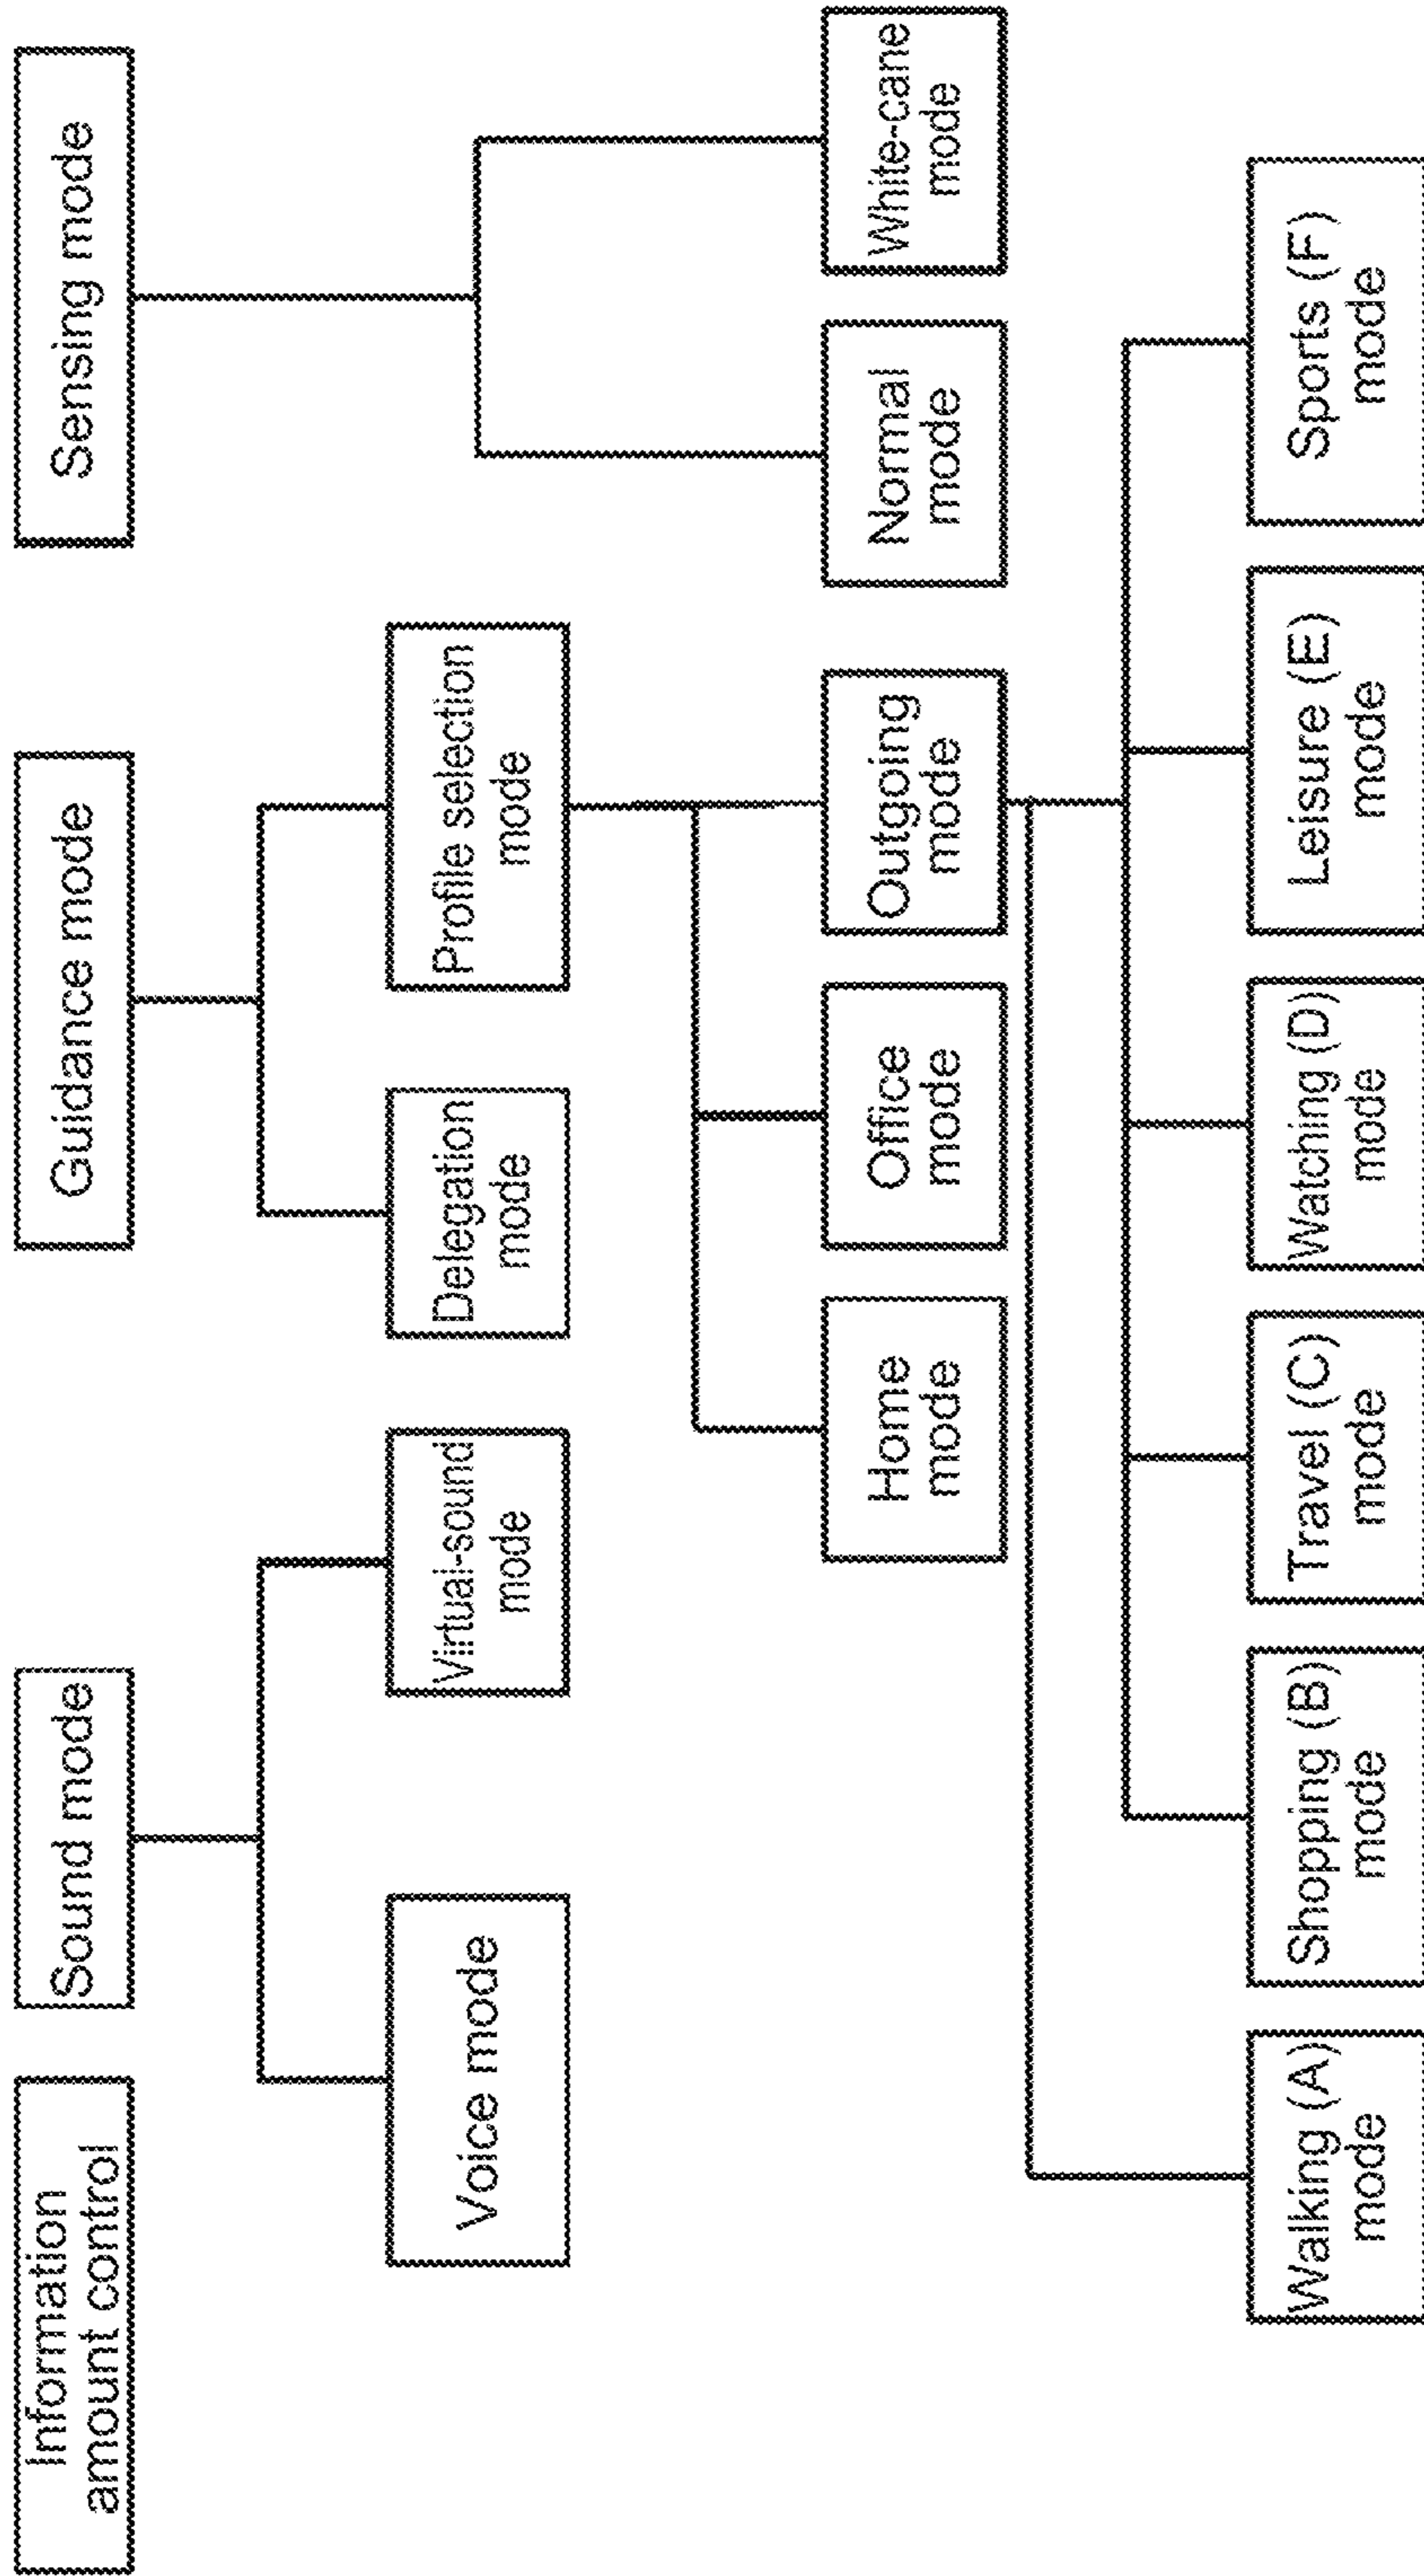 Information
amount control
Sound mode
Guidance mode
Sensing mode
Voice mode
Virtual-sound
mode
Delegation
mode
Profile selection
mode
Home
mode
Office
mode
Outgoing
mode
Normal
mode
White-cane
mode
Walking (A)
mode
Shopping (B)
mode
Travel (C)
mode
Watching (D)
mode
Leisure (E)
mode
Sports (F)
mode